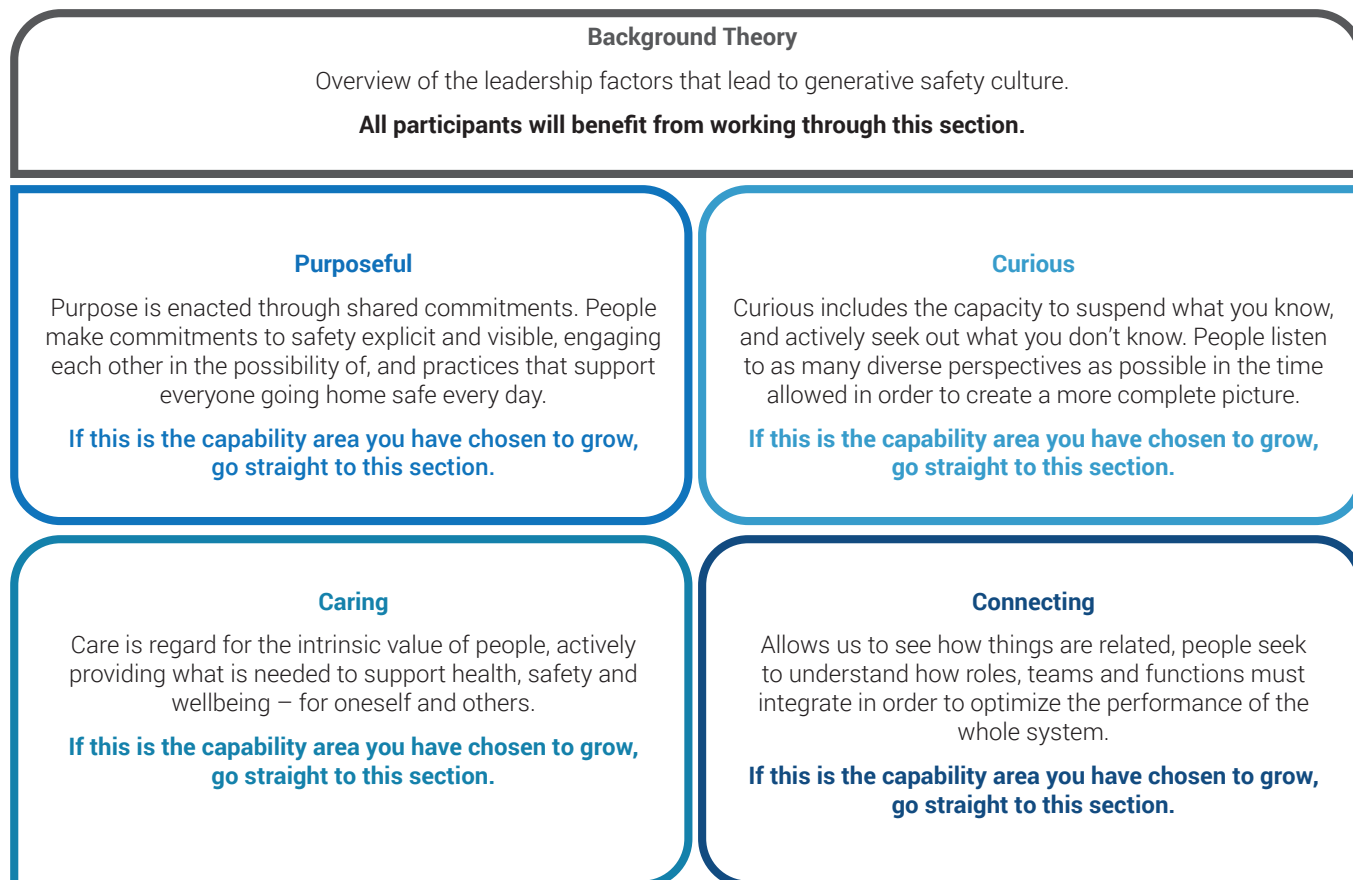 Background Theory
Overview of the leadership factors that lead to generative safety culture.
All participants will benefit from working through this section.
Purposeful
Purpose is enacted through shared commitments. People
make commitments to safety explicit and visible, engaging
each other in the possibility of, and practices that support
everyone going home safe every day.
If this is the capability area you have chosen to grow,
go straight to this section.
Curious
Curious includes the capacity to suspend what you know,
and actively seek out what you don’t know. People listen
to as many diverse perspectives as possible in the time
allowed in order to create a more complete picture.
If this is the capability area you have chosen to grow,
go straight to this section.
Caring
Care is regard for the intrinsic value of people, actively
providing what is needed to support health, safety and
wellbeing – for oneself and others.
If this is the capability area you have chosen to grow,
go straight to this section.
Connecting
Allows us to see how things are related, people seek
to understand how roles, teams and functions must
integrate in order to optimize the performance of the
whole system.
If this is the capability area you have chosen to grow,
go straight to this section.